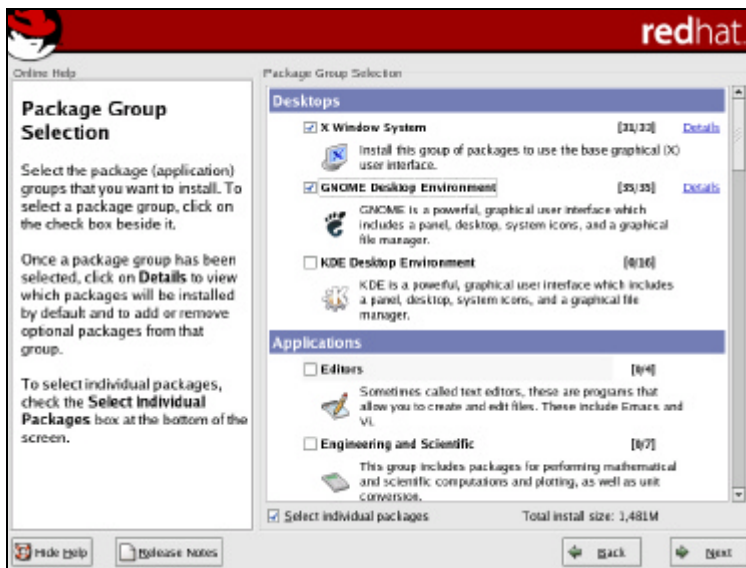 redhat.
Online Help
Package Group Selection
Package Group
Selection
Select the package (application)
groups that you want to install. To
select a package group, click on
the check box beside it.
Once a package group has been
selected, click on Details to view
which packages will be installed
by default and to add or remove
optional packages from that
group.
To select individual packages,
check the Select Individual
Packages box at the bottom of the
screen.
Desktops
X Window System [31/33] Details
Install this group of packages to use the base graphical (X)
user interface.
GNOME Desktop Environment [35/35] Details
GNOME is a powerful, graphical user interface which
includes a panel, desktop, system icons, and a graphical
file manager.
KDE Desktop Environment [0/16]
KDE is a powerful, graphical user interface which includes
a panel, desktop, system icons, and a graphical file
manager.
Applications
Editors [0/4]
Sometimes called text editors, these are programs that
allow you to create and edit files. These include Emacs and
Vi.
Engineering and Scientific [0/7]
This group includes packages for performing mathematical
and scientific computations and plotting, as well as unit
conversion.
Select individual packages Total install size: 1,481M
Hide Help Release Notes Back Next